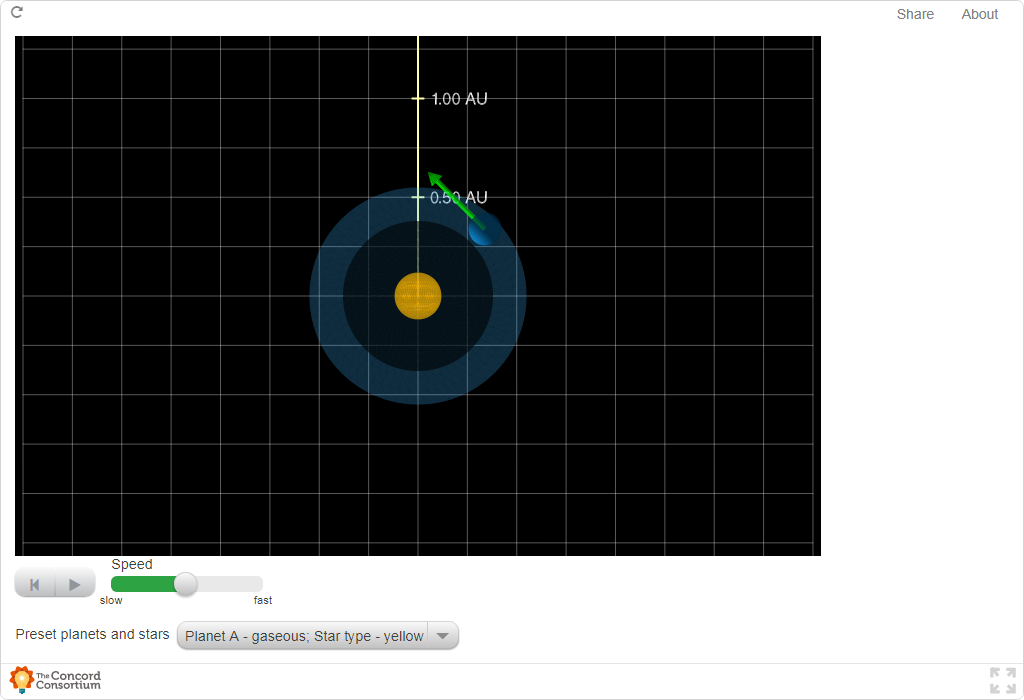 Share About
1.00 AU
0.50 AU
Speed
slow fast
Preset planets and stars Planet A - gaseous; Star type - yellow
The Concord
Consortium